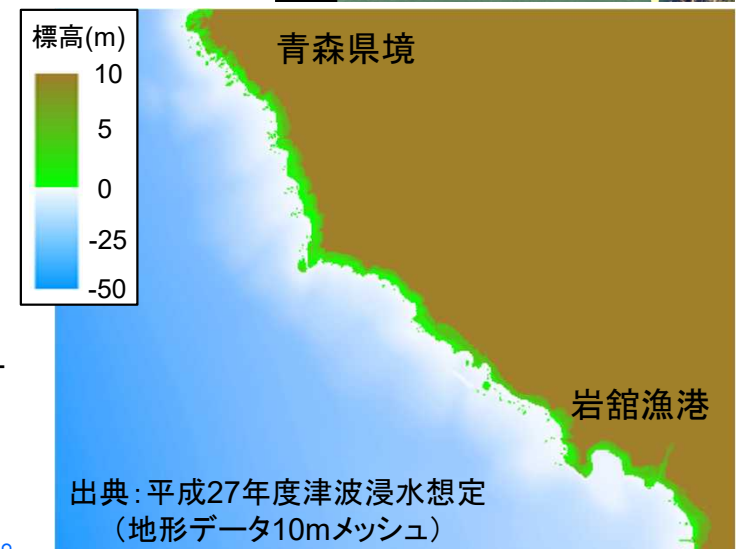 標高(m)
10
5
0
-25
-50
青森県境
岩舘漁港
出典：平成27年度津波浸水想定
（地形データ10mメッシュ）